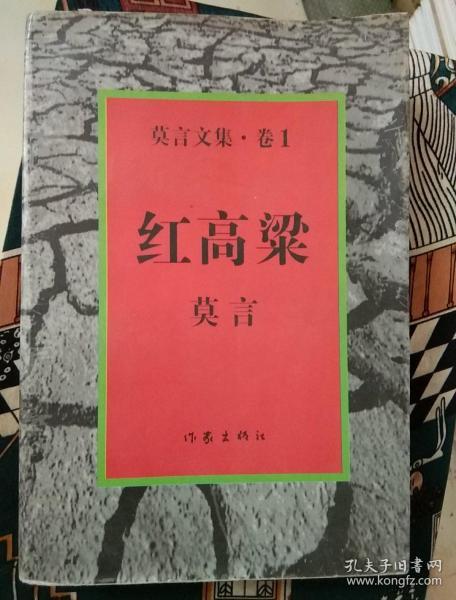 莫言文集·卷1
红高粱
莫言
作家出版社
孔夫子旧书网
www.kongfz.com